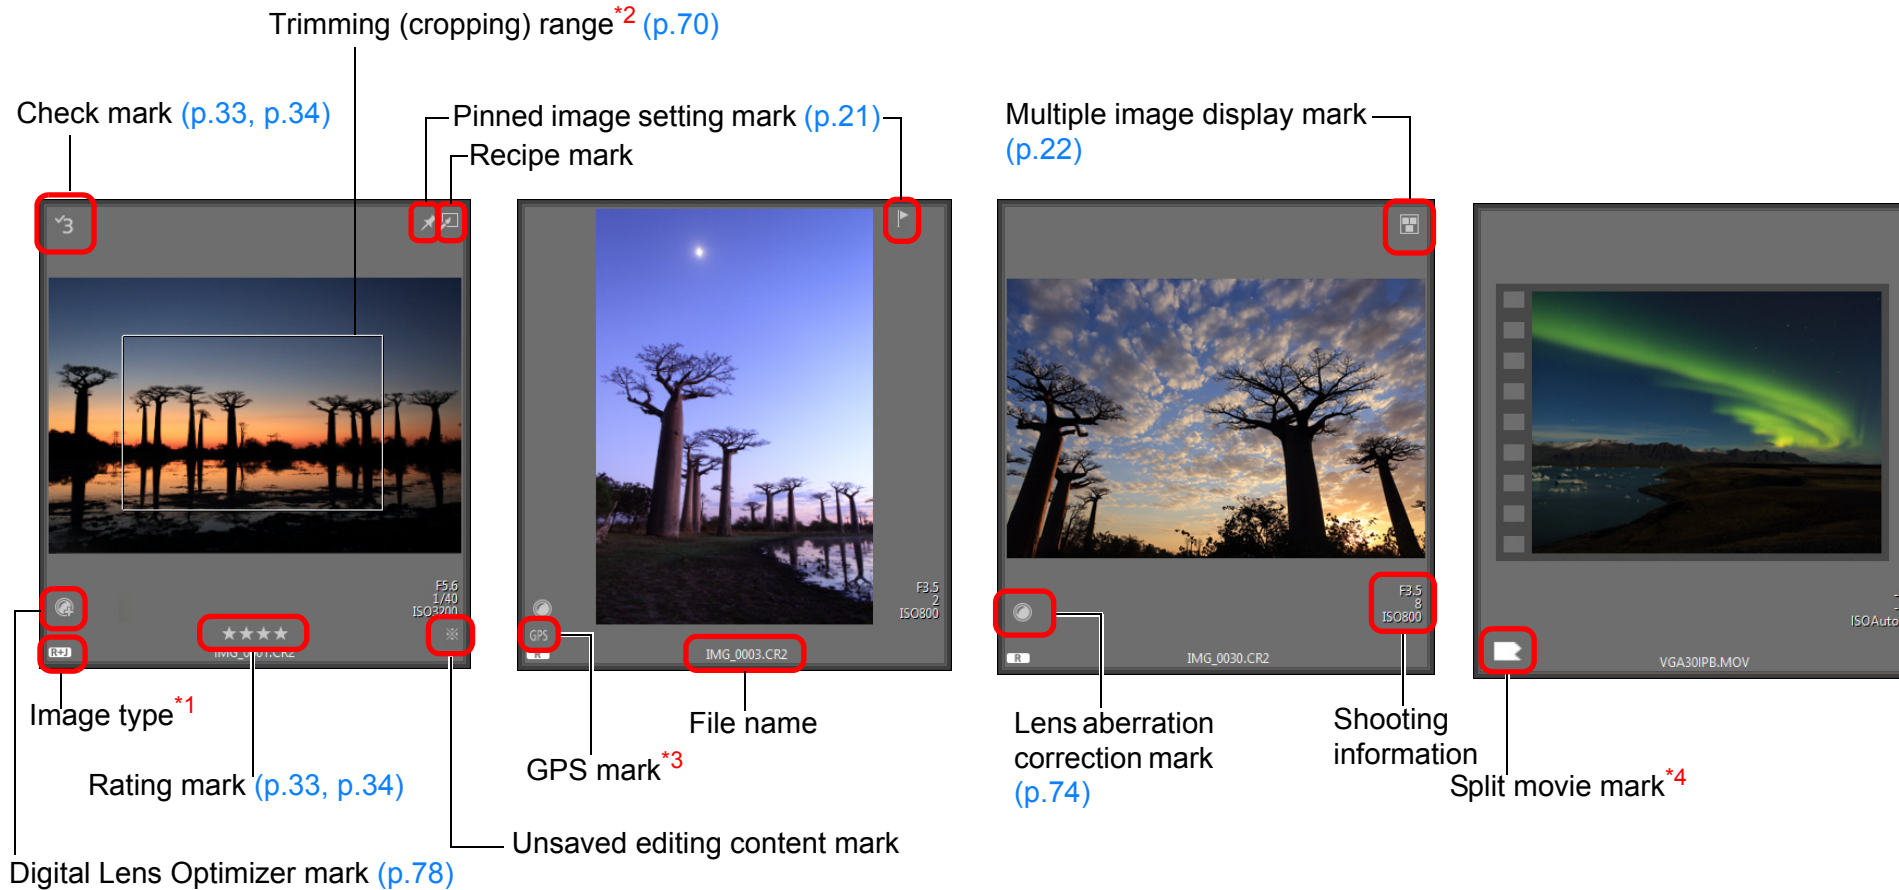 Trimming (cropping) range*2 (p.70)
Check mark (p.33, p.34)
Pinned image setting mark (p.21)
Recipe mark
Multiple image display mark
(p.22)
3
F5.6
1/40
ISO3200
★★★★
※
R+J
IMG_0001.CR2
F3.5
2
ISO800
GPS
R
IMG_0003.CR2
F3.5
8
ISO800
R
IMG_0030.CR2
ISOAuto
VGA30IPB.MOV
Image type*1
File name
Lens aberration
correction mark
(p.74)
Shooting
information
GPS mark*3
Rating mark (p.33, p.34)
Split movie mark*4
Unsaved editing content mark
Digital Lens Optimizer mark (p.78)